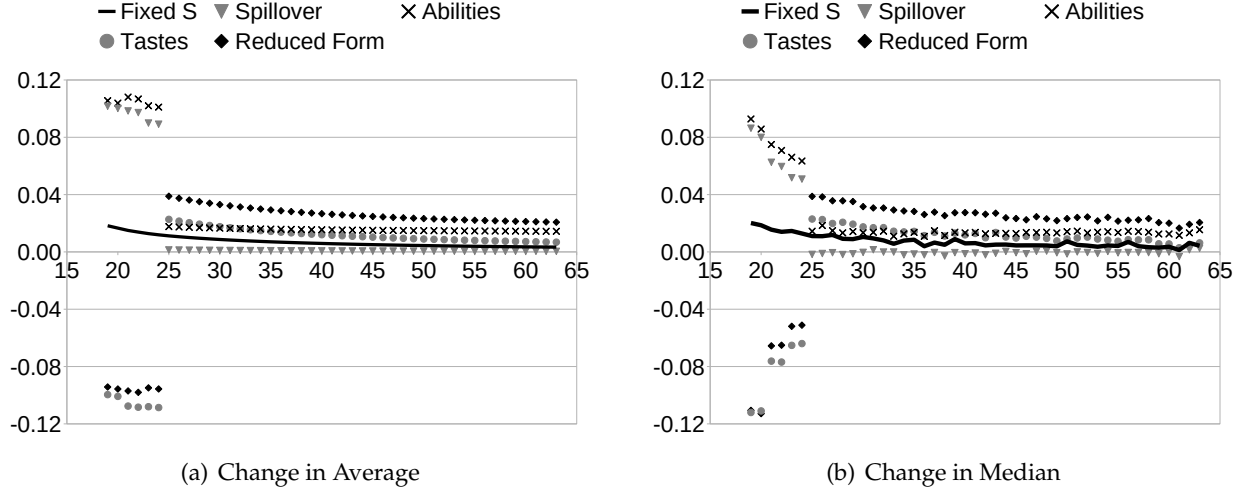 Fixed S Spillover Abilities
Tastes Reduced Form
0.12
0.08
0.04
0.00
15 20 25 30 35 40 45 50 55 60 65
-0.04
-0.08
-0.12
(a) Change in Average
Fixed S Spillover Abilities
Tastes Reduced Form
0.12
0.08
0.04
0.00
15 20 25 30 35 40 45 50 55 60 65
-0.04
-0.08
-0.12
(b) Change in Median